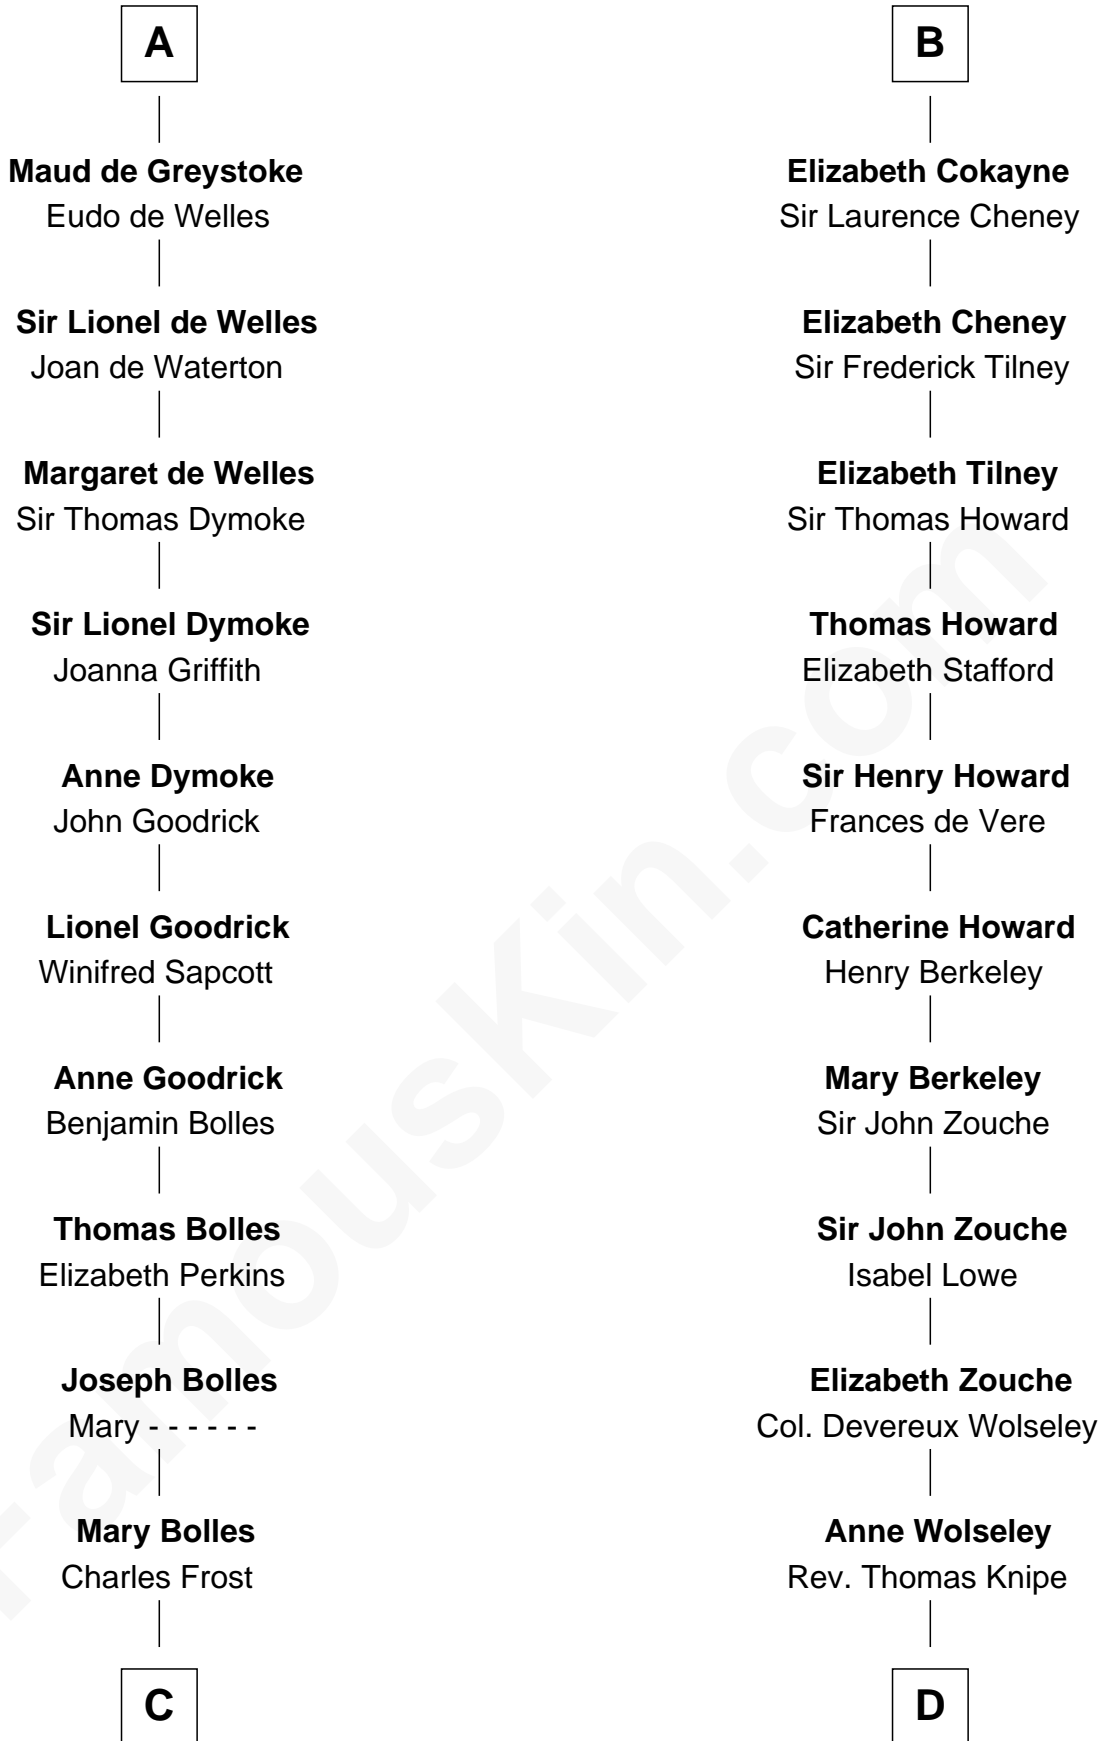 A
Maud de Greystoke
Eudo de Welles
Sir Lionel de Welles
Joan de Waterton
Margaret de Welles
Sir Thomas Dymoke
Sir Lionel Dymoke
Joanna Griffith
Anne Dymoke
John Goodrick
Lionel Goodrick
Winifred Sapcott
Anne Goodrick
Benjamin Bolles
Thomas Bolles
Elizabeth Perkins
Joseph Bolles
Mary - - - - - -
Mary Bolles
Charles Frost
C
B
Elizabeth Cokayne
Sir Laurence Cheney
Elizabeth Cheney
Sir Frederick Tilney
Elizabeth Tilney
Sir Thomas Howard
Thomas Howard
Elizabeth Stafford
Sir Henry Howard
Frances de Vere
Catherine Howard
Henry Berkeley
Mary Berkeley
Sir John Zouche
Sir John Zouche
Isabel Lowe
Elizabeth Zouche
Col. Devereux Wolseley
Anne Wolseley
Rev. Thomas Knipe
D
FamousKin.com